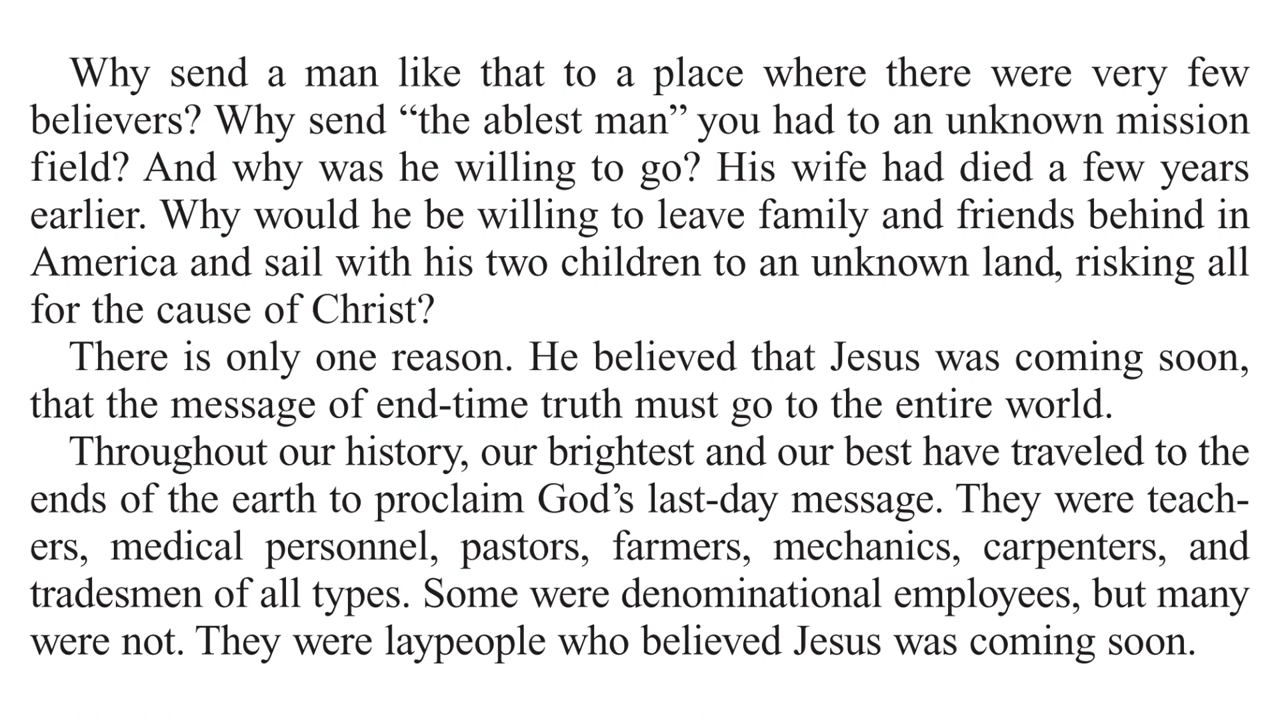 Why send a man like that to a place where there were very few
believers? Why send “the ablest man” you had to an unknown mission
field? And why was he willing to go? His wife had died a few years
earlier. Why would he be willing to leave family and friends behind in
America and sail with his two children to an unknown land, risking all
for the cause of Christ?
There is only one reason. He believed that Jesus was coming soon,
that the message of end-time truth must go to the entire world.
Throughout our history, our brightest and our best have traveled to the
ends of the earth to proclaim God’s last-day message. They were teach-
ers, medical personnel, pastors, farmers, mechanics, carpenters, and
tradesmen of all types. Some were denominational employees, but many
were not. They were laypeople who believed Jesus was coming soon.